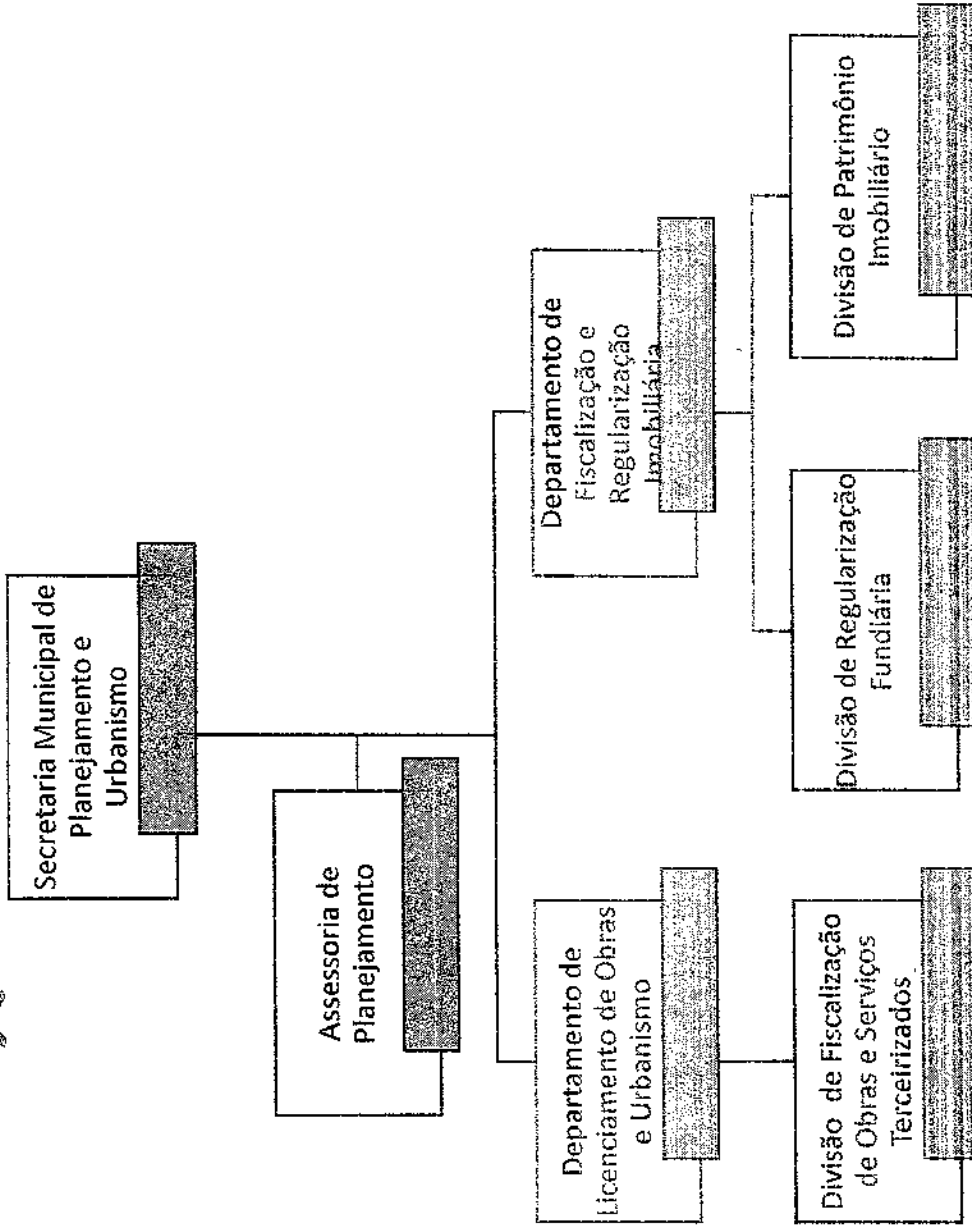 Secretaria Municipal de
Planejamento e
Urbanismo
Assessoria de
Planejamento
Departamento de
Licenciamento de Obras
e Urbanismo
Departamento de
Fiscalização e
Regularização
Imobiliária
Divisão de Fiscalização
de Obras e Serviços
Terceirizados
Divisão de Regularização
Fundiária
Divisão de Patrimônio
Imobiliário